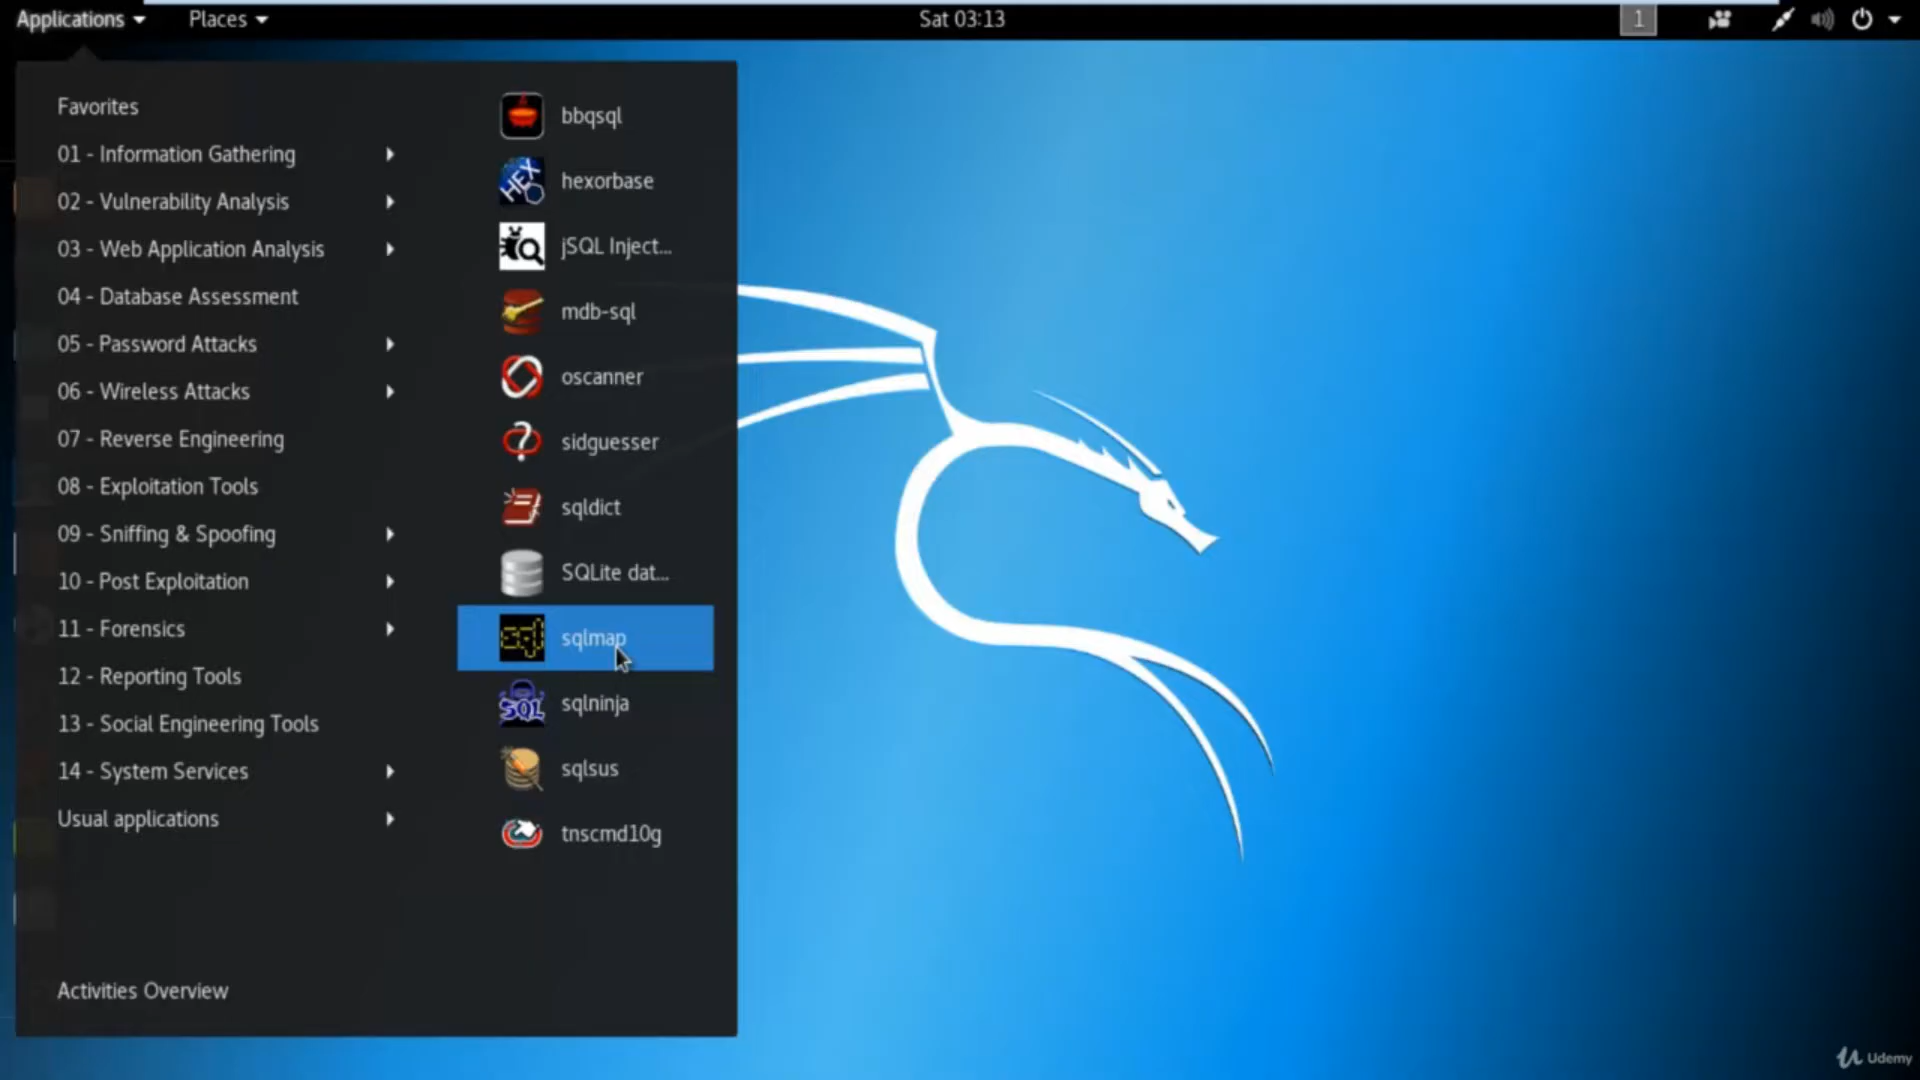 Applications Places Sat 03:13 1
Favorites
01 - Information Gathering
02 - Vulnerability Analysis
03 - Web Application Analysis
04 - Database Assessment
05 - Password Attacks
06 - Wireless Attacks
07 - Reverse Engineering
08 - Exploitation Tools
09 - Sniffing & Spoofing
10 - Post Exploitation
11 - Forensics
12 - Reporting Tools
13 - Social Engineering Tools
14 - System Services
Usual applications
Activities Overview
bbqsql
HEX
hexorbase
jSQL Inject...
mdb-sql
oscanner
?
sidguesser
sqldict
SQLite dat...
sql
sqlmap
SQL
sqlninja
sqlsus
tnscmd10g
Udemy